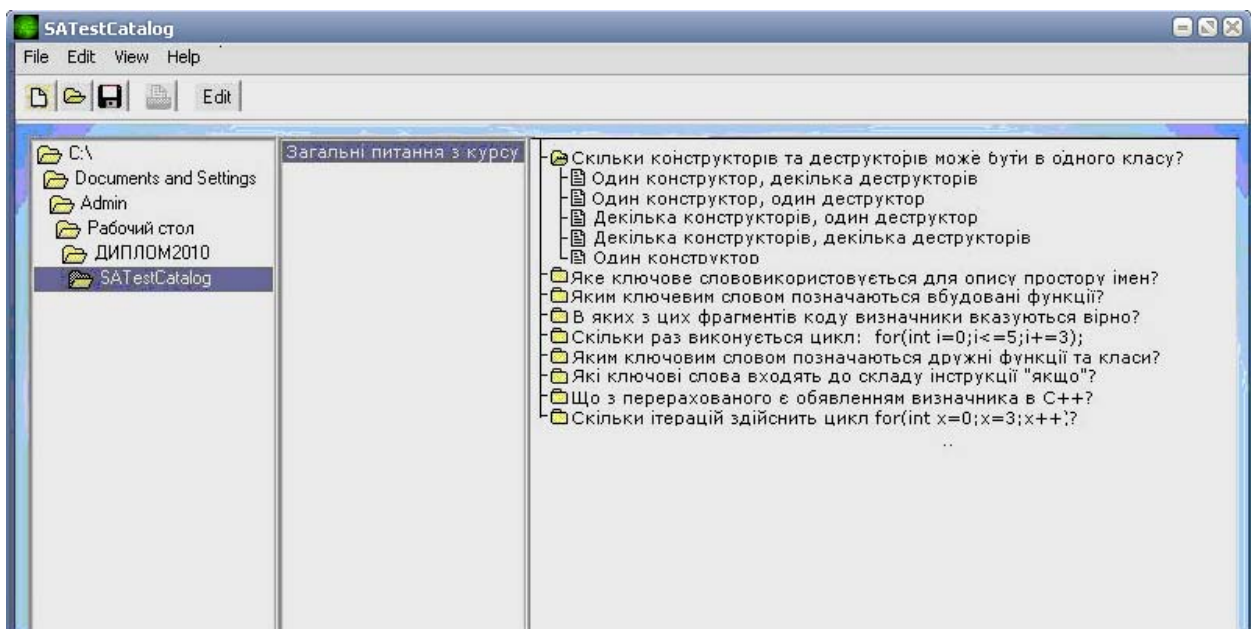 SATestCatalog
File Edit View Help
Edit
C:\
Documents and Settings
Admin
Рабочий стол
ДИПЛОМ2010
SATestCatalog
Загальні питання з курсу
Скільки конструкторів та деструкторів може бути в одного класу?
Один конструктор, декілька деструкторів
Один конструктор, один деструктор
Декілька конструкторів, один деструктор
Декілька конструкторів, декілька деструкторів
Один конструктор
Яке ключове слововикористовується для опису простору імен?
Яким ключевим словом позначаються вбудовані функції?
В яких з цих фрагментів коду визначники вказуються вірно?
Скільки раз виконується цикл: for(int i=0;i<=5;i+=3);
Яким ключовим словом позначаються дружні функції та класи?
Які ключові слова входять до складу інструкції "якщо"?
Що з перерахованого є обявленням визначника в С++?
Скільки ітерацій здійснить цикл for(int x=0;x=3;x++)?